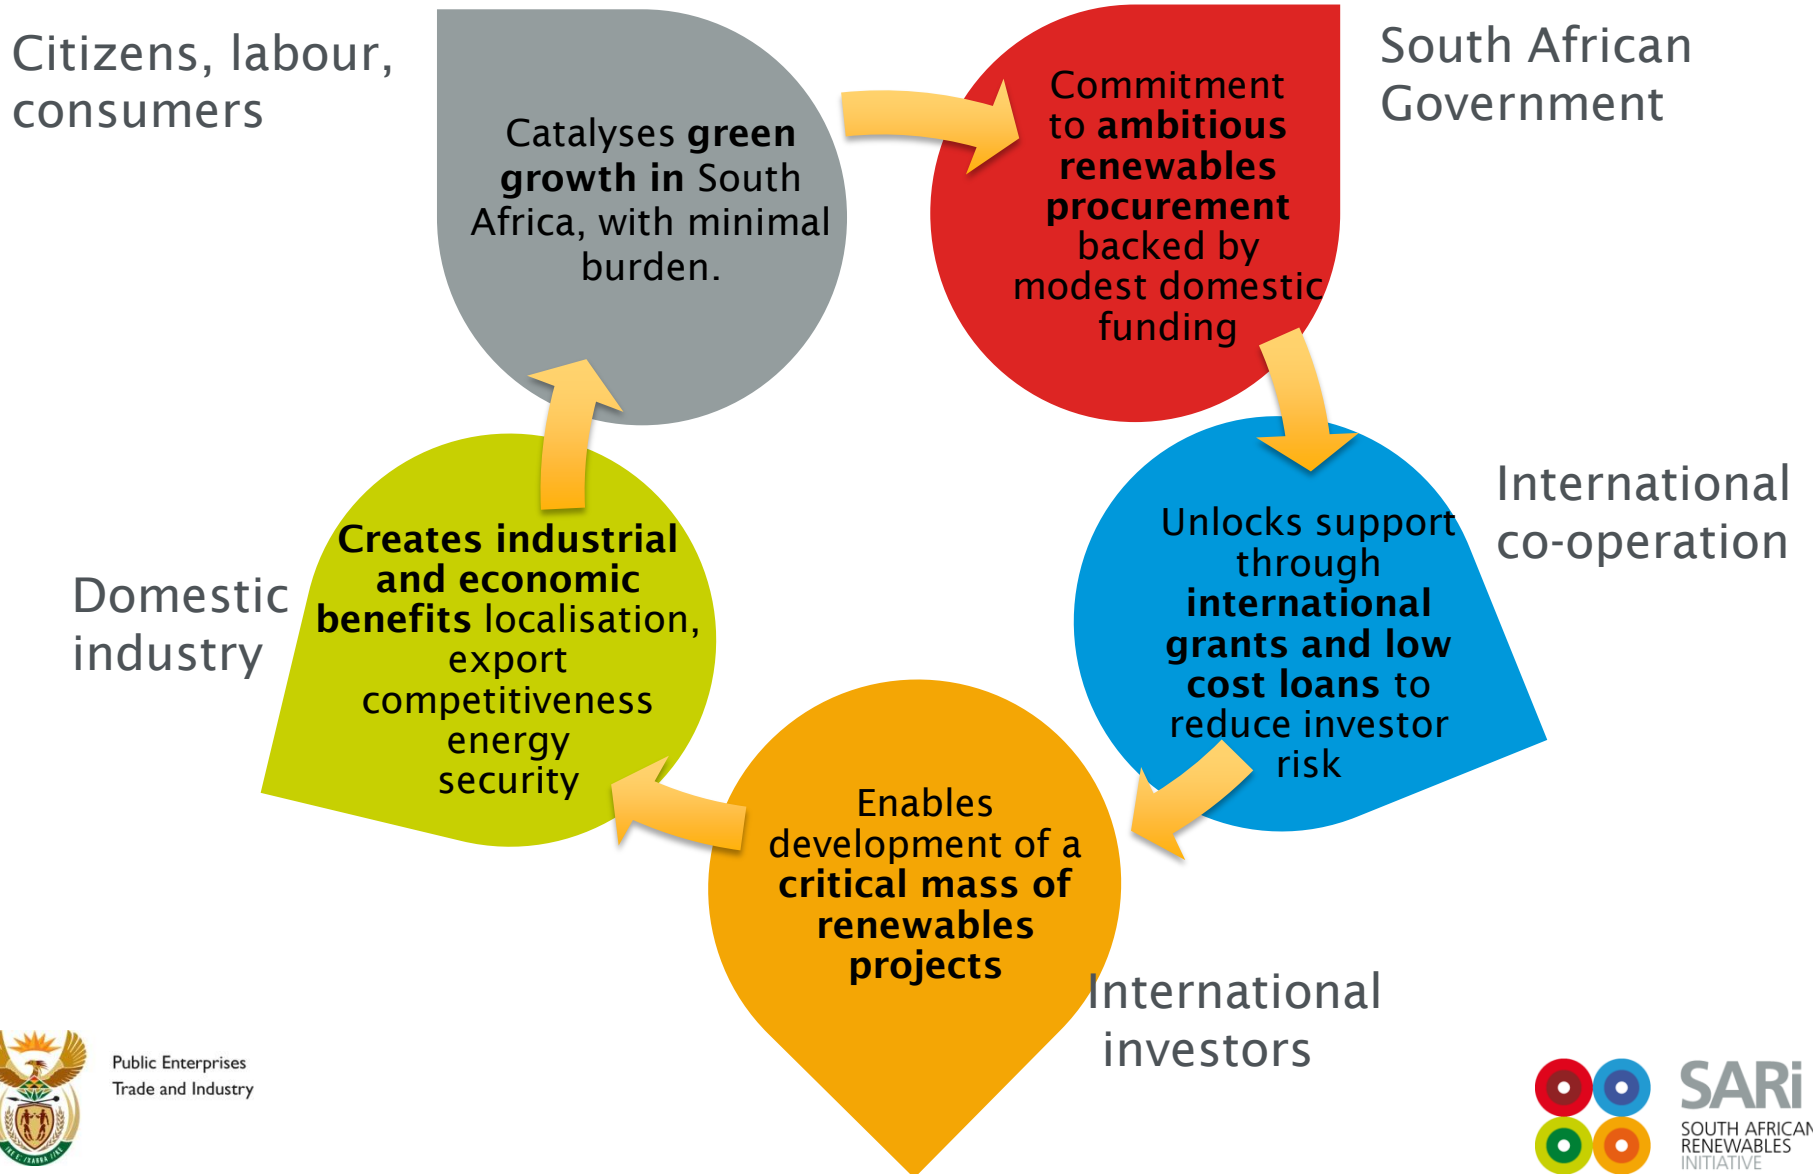 Citizens, labour,
consumers
Catalyses green
growth in South
Africa, with minimal
burden.
Commitment
to ambitious
renewables
procurement
backed by
modest domestic
funding
South African
Government
Unlocks support
through
international
grants and low
cost loans to
reduce investor
risk
International
co-operation
Enables
development of a
critical mass of
renewables
projects
International
investors
Creates industrial
and economic
benefits localisation,
export
competitiveness
energy
security
Domestic
industry
Public Enterprises
Trade and Industry
SARi
SOUTH AFRICAN
RENEWABLES
INITIATIVE